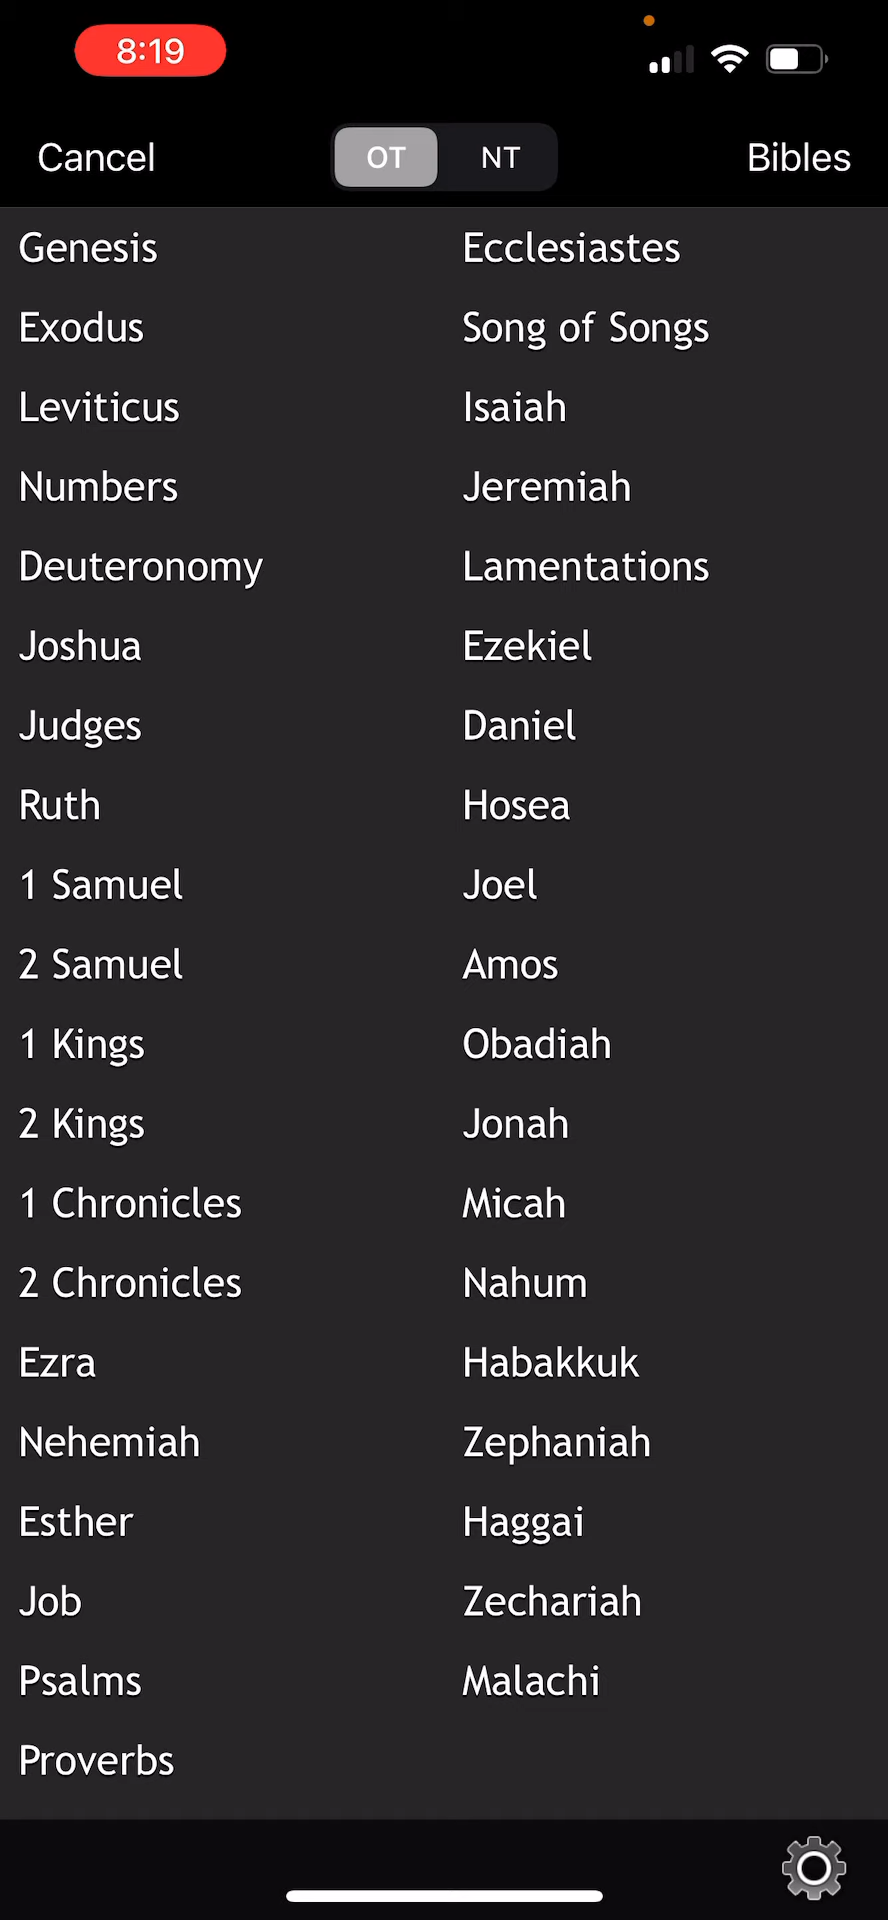 8:19
Cancel
OT
NT
Bibles
Genesis
Exodus
Leviticus
Numbers
Deuteronomy
Joshua
Judges
Ruth
1 Samuel
2 Samuel
1 Kings
2 Kings
1 Chronicles
2 Chronicles
Ezra
Nehemiah
Esther
Job
Psalms
Proverbs
Ecclesiastes
Song of Songs
Isaiah
Jeremiah
Lamentations
Ezekiel
Daniel
Hosea
Joel
Amos
Obadiah
Jonah
Micah
Nahum
Habakkuk
Zephaniah
Haggai
Zechariah
Malachi